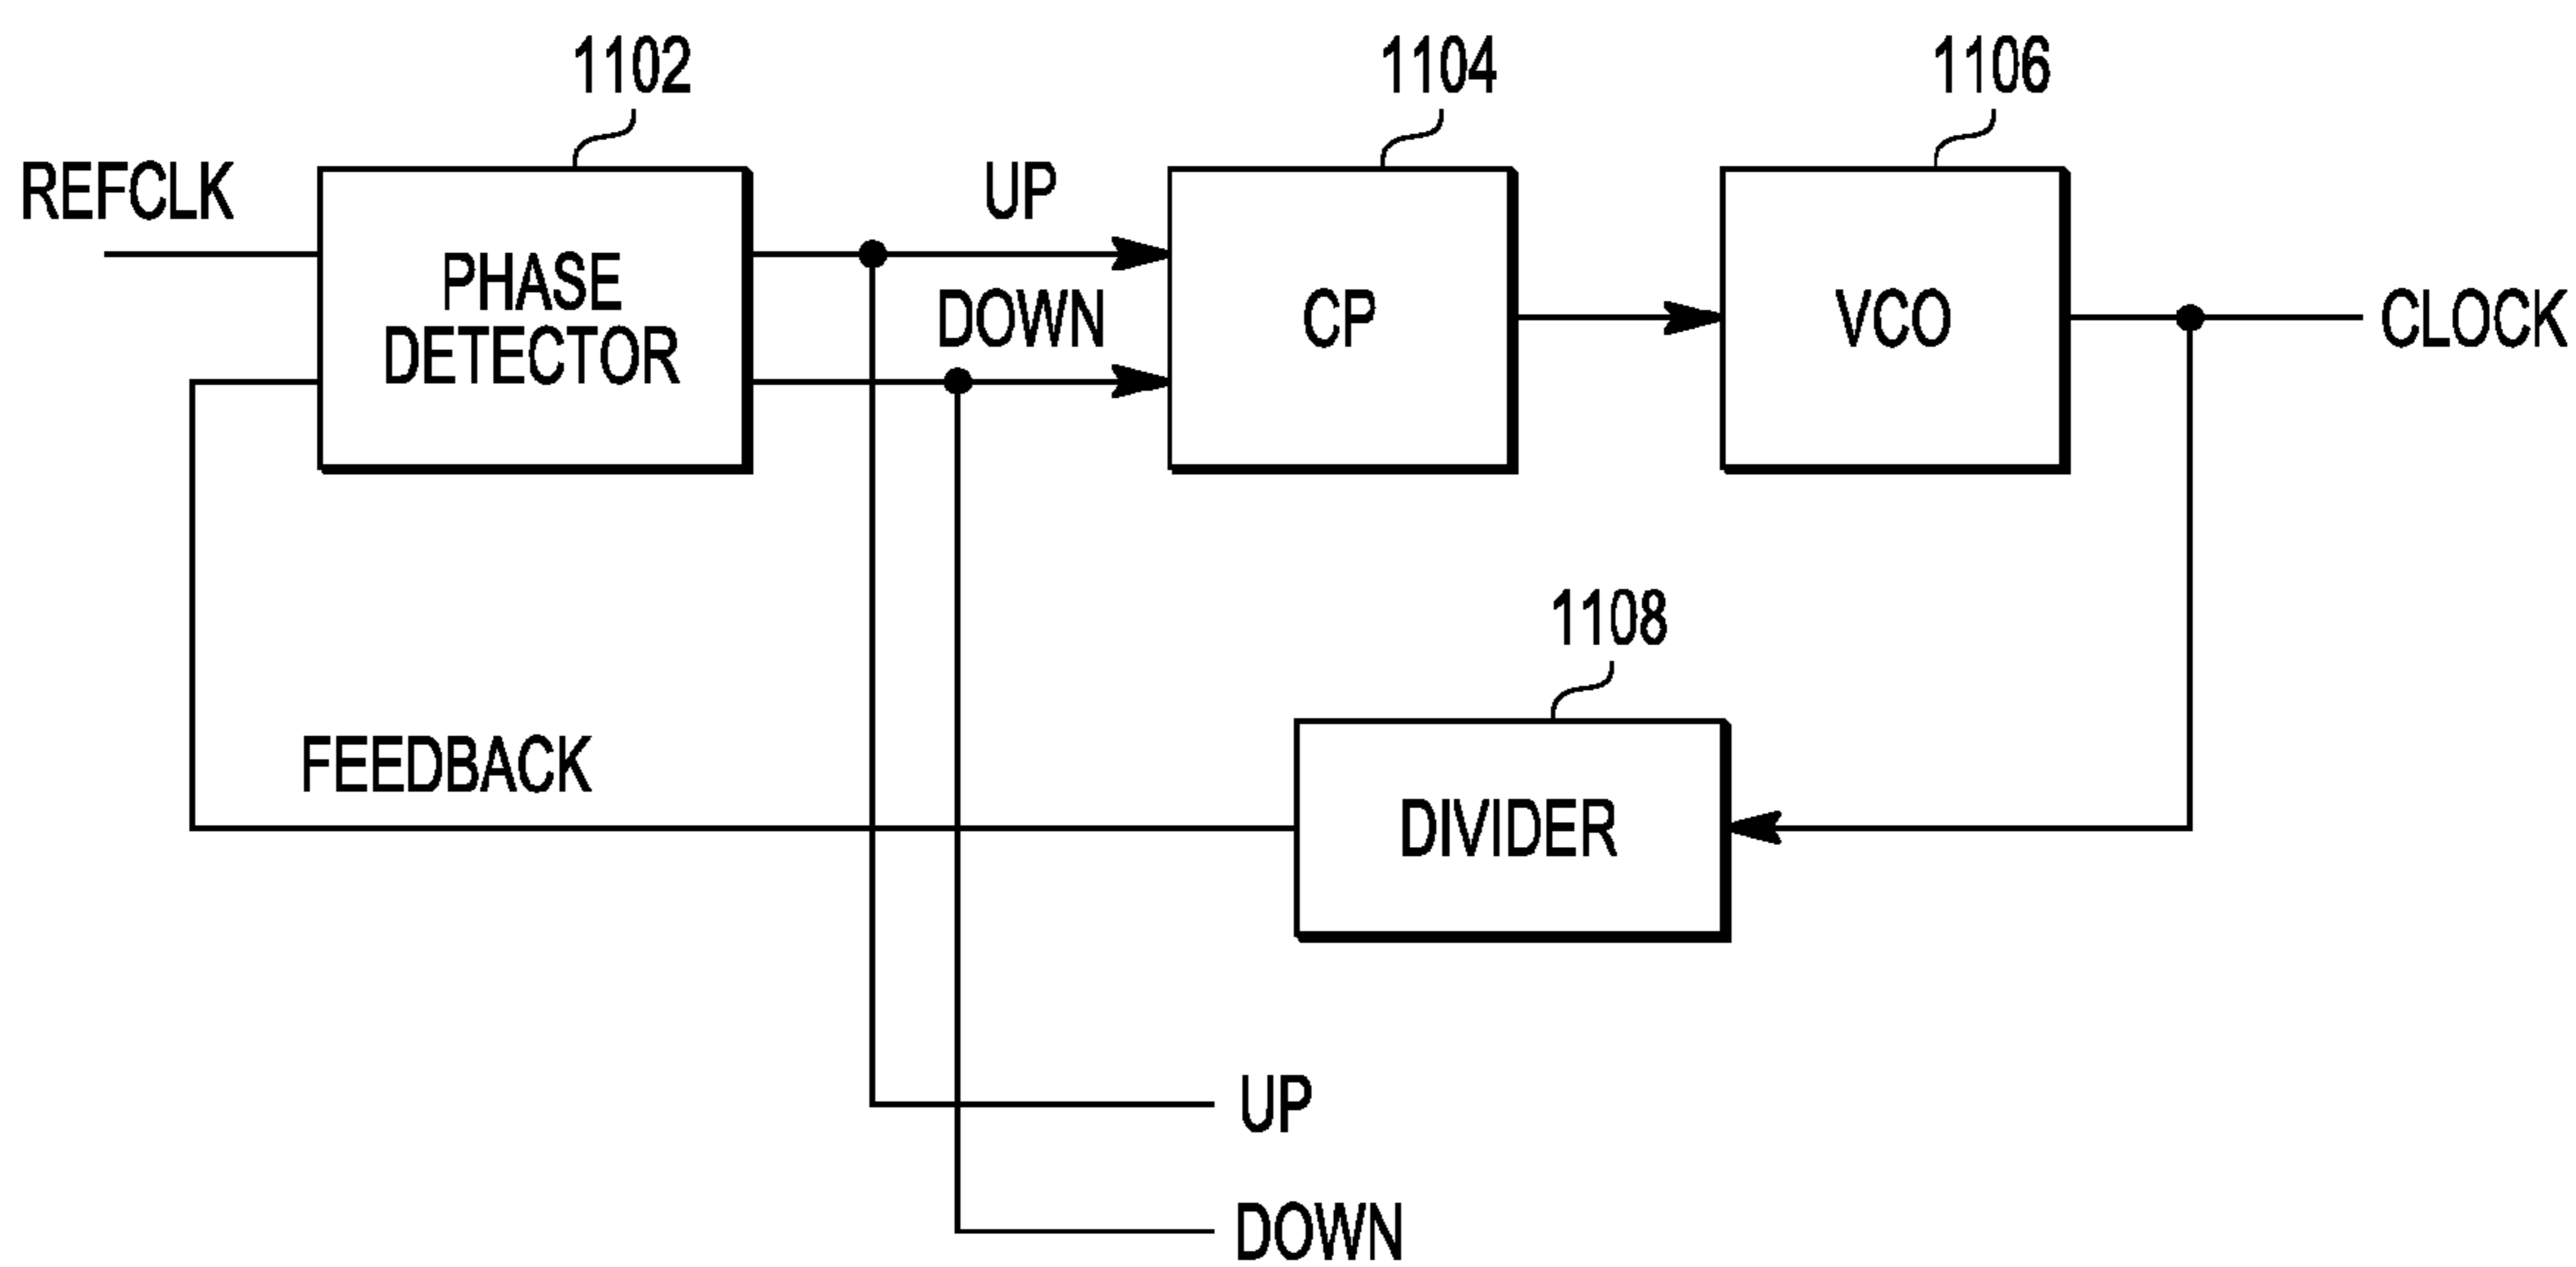 1102
1104
1106
REFCLK
UP
PHASE
DETECTOR
DOWN
CP
VCO
CLOCK
1108
FEEDBACK
DIVIDER
UP
DOWN